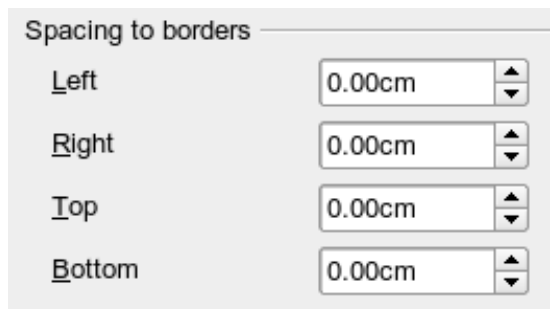 Spacing to borders
Left 0.00cm
Right 0.00cm
Top 0.00cm
Bottom 0.00cm